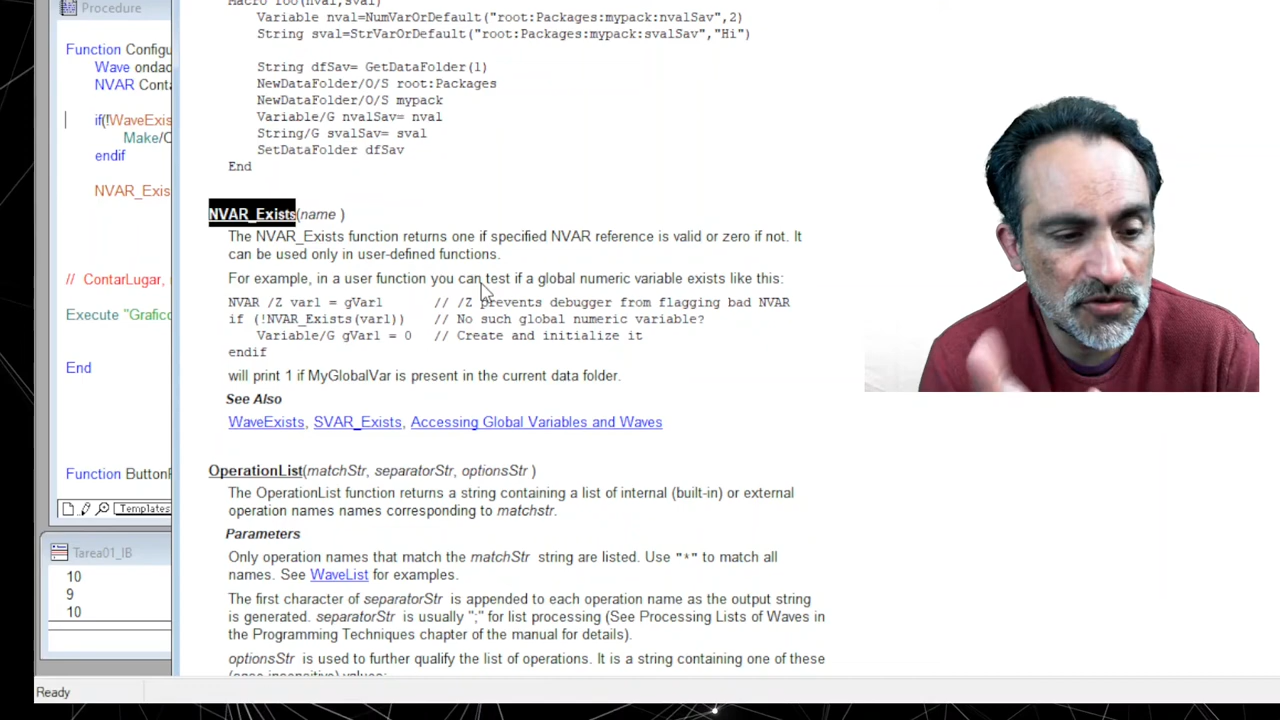 Procedure
Function Configu
Wave ondac
NVAR Conta
if(!WaveExis
Make/O
endif
NVAR_Exis
// ContarLugar,
Execute "Grafico
End
Function ButtonP
Templates
Tarea01_IB
10
9
10
Ready
Macro foo(nval,sval)
Variable nval=NumVarOrDefault("root:Packages:mypack:nvalSav",2)
String sval=StrVarOrDefault("root:Packages:mypack:svalSav","Hi")
String dfSav= GetDataFolder(1)
NewDataFolder/O/S root:Packages
NewDataFolder/O/S mypack
Variable/G nvalSav= nval
String/G svalSav= sval
SetDataFolder dfSav
End
NVAR_Exists(name )
The NVAR_Exists function returns one if specified NVAR reference is valid or zero if not. It
can be used only in user-defined functions.
For example, in a user function you can test if a global numeric variable exists like this:
NVAR /Z var1 = gVar1 // /Z prevents debugger from flagging bad NVAR
if (!NVAR_Exists(var1)) // No such global numeric variable?
Variable/G gVar1 = 0 // Create and initialize it
endif
will print 1 if MyGlobalVar is present in the current data folder.
See Also
WaveExists, SVAR_Exists, Accessing Global Variables and Waves
OperationList(matchStr, separatorStr, optionsStr )
The OperationList function returns a string containing a list of internal (built-in) or external
operation names names corresponding to matchstr.
Parameters
Only operation names that match the matchStr string are listed. Use "*" to match all
names. See WaveList for examples.
The first character of separatorStr is appended to each operation name as the output string
is generated. separatorStr is usually ";" for list processing (See Processing Lists of Waves in
the Programming Techniques chapter of the manual for details).
optionsStr is used to further qualify the list of operations. It is a string containing one of these
(case insensitive) values: